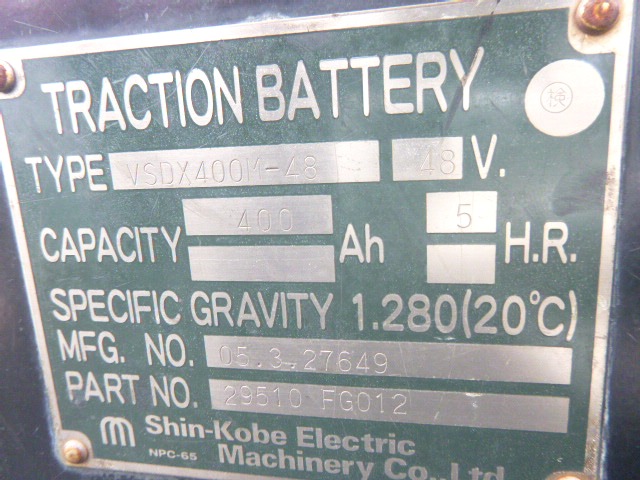 TRACTION BATTERY
検
TYPE VSDX400M-48 48 V.
CAPACITY 400 Ah 5 H.R.
SPECIFIC GRAVITY 1.280(20°C)
MFG. NO. 05.3.27649
PART NO. 29510 FG012
Shin-Kobe Electric
NPC-65 Machinery Co.,Ltd